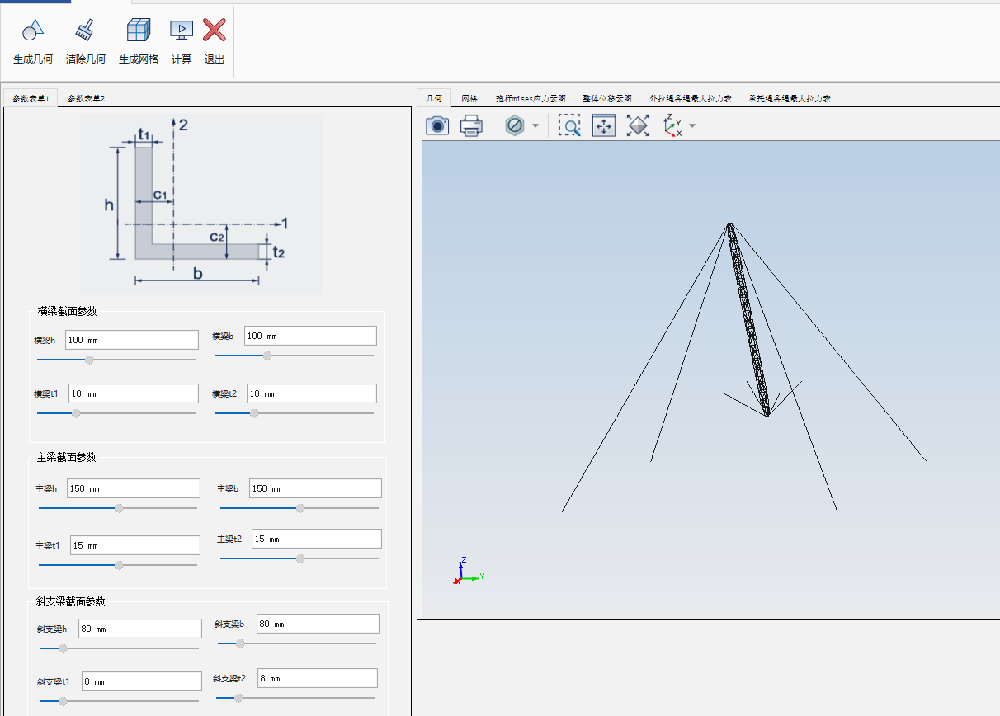 生成几何 清除几何 生成网格 计算 退出
参数表单1 参数表单2
2
t1
h
C1
1
C2
t2
b
横梁截面参数
横梁h 100 mm
横梁b 100 mm
横梁t1 10 mm
横梁t2 10 mm
主梁截面参数
主梁h 150 mm
主梁b 150 mm
主梁t1 15 mm
主梁t2 15 mm
斜支梁截面参数
斜支梁h 80 mm
斜支梁b 80 mm
斜支梁t1 8 mm
斜支梁t2 8 mm
几何 网格 抱杆mises应力云图 整体位移云图 外拉绳各绳最大拉力表 承托绳各绳最大拉力表
Z
Y
X
Z
Y
X